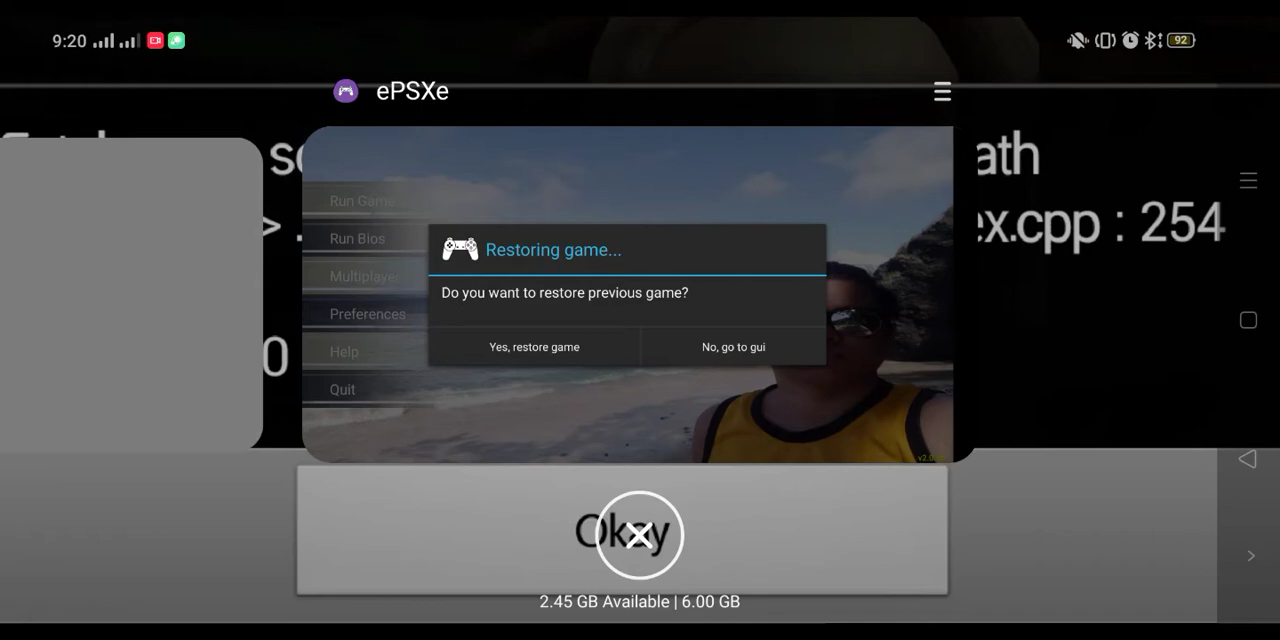 9:20
92
ePSXe
ath
Run Game
> .
ex.cpp : 254
Run Bios
Restoring game...
Multiplayer
Do you want to restore previous game?
Preferences
Yes, restore game
No, go to gui
Help
0
Quit
Okay
2.45 GB Available | 6.00 GB